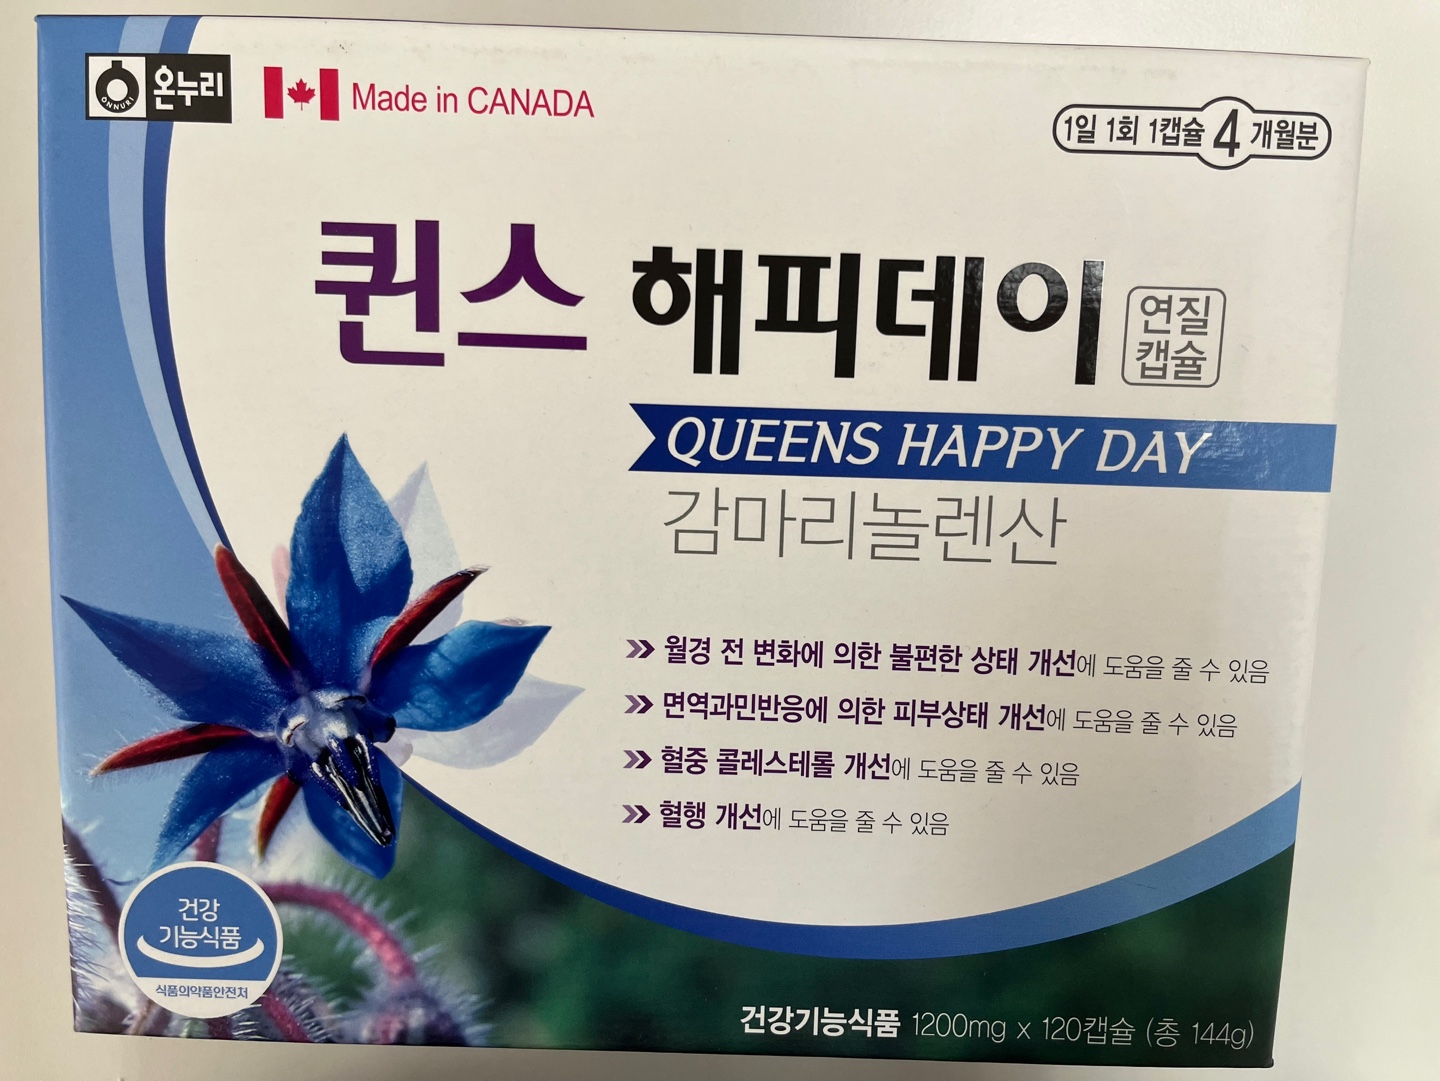 ONNURI
온누리
Made in CANADA
1일 1회 1캡슐 4 개월분
퀸스 해피데이
연질
캡슐
QUEENS HAPPY DAY
감마리놀렌산
월경 전 변화에 의한 불편한 상태 개선에 도움을 줄 수 있음
면역과민반응에 의한 피부상태 개선에 도움을 줄 수 있음
혈중 콜레스테롤 개선에 도움을 줄 수 있음
혈행 개선에 도움을 줄 수 있음
건강
기능식품
식품의약품안전처
건강기능식품 1200mg x 120캡슐 (총 144g)